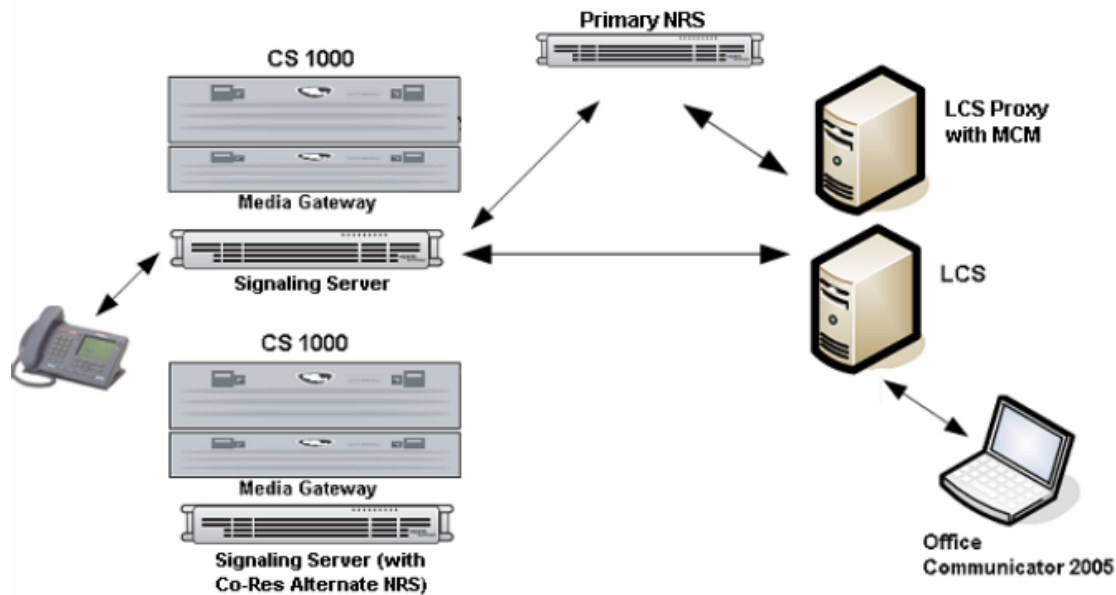 Primary NRS
CS 1000
LCS Proxy
with MCM
Media Gateway
Signaling Server
LCS
CS 1000
Media Gateway
Signaling Server (with
Co-Res Alternate NRS)
Office
Communicator 2005